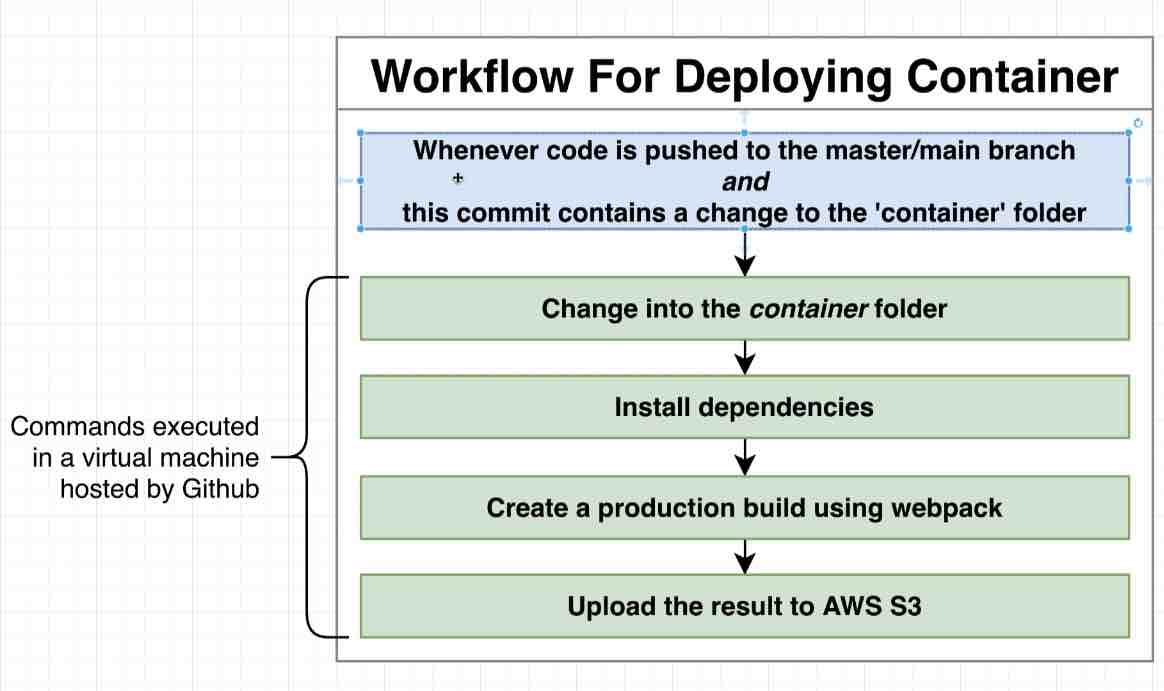 Workflow For Deploying Container
Whenever code is pushed to the master/main branch
and
this commit contains a change to the 'container' folder
Change into the container folder
Install dependencies
Create a production build using webpack
Upload the result to AWS S3
Commands executed
in a virtual machine
hosted by Github